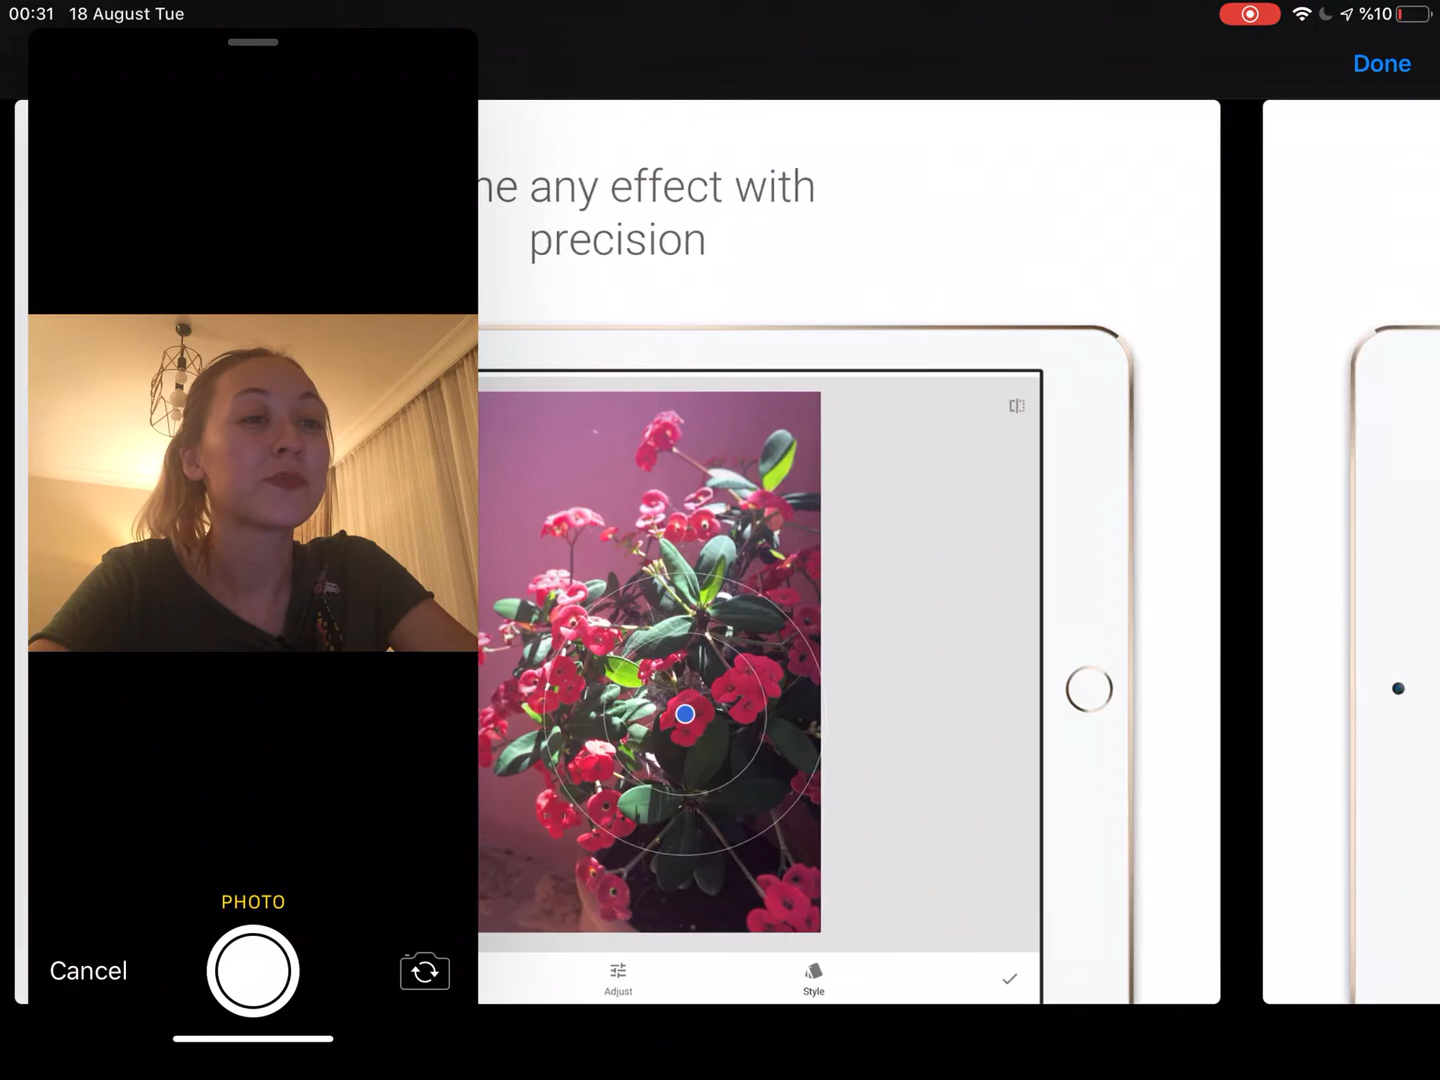 00:31 18 August Tue
%10
Done
ne any effect with
precision
PHOTO
Cancel
Adjust
Style